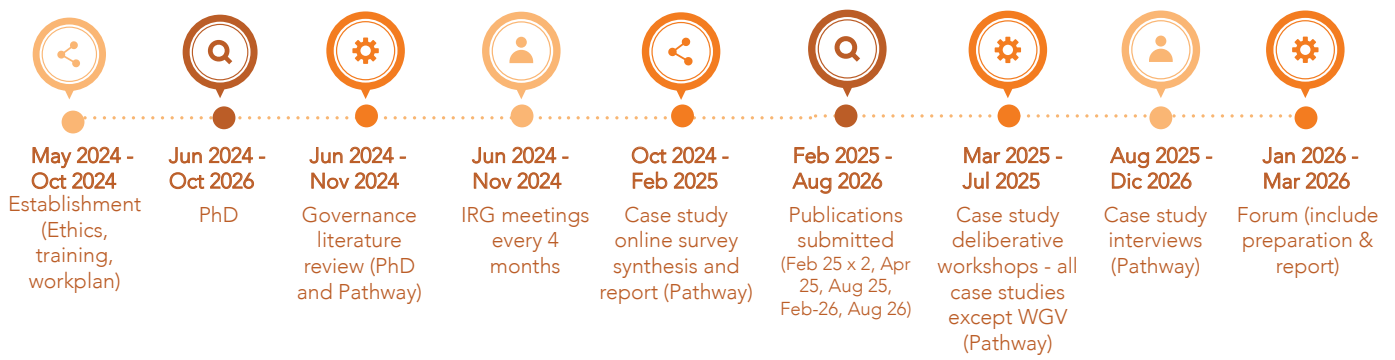 May 2024 -
Oct 2024
Establishment
(Ethics,
training,
workplan)
Jun 2024 -
Oct 2026
PhD
Jun 2024 -
Nov 2024
Governance
literature
review (PhD
and Pathway)
Jun 2024 -
Nov 2024
IRG meetings
every 4
months
Oct 2024 -
Feb 2025
Case study
online survey
synthesis and
report (Pathway)
Feb 2025 -
Aug 2026
Publications
submitted
(Feb 25 x 2, Apr
25, Aug 25,
Feb-26, Aug 26)
Mar 2025 -
Jul 2025
Case study
deliberative
workshops - all
case studies
except WGV
(Pathway)
Aug 2025 -
Dic 2026
Case study
interviews
(Pathway)
Jan 2026 -
Mar 2026
Forum (include
preparation &
report)